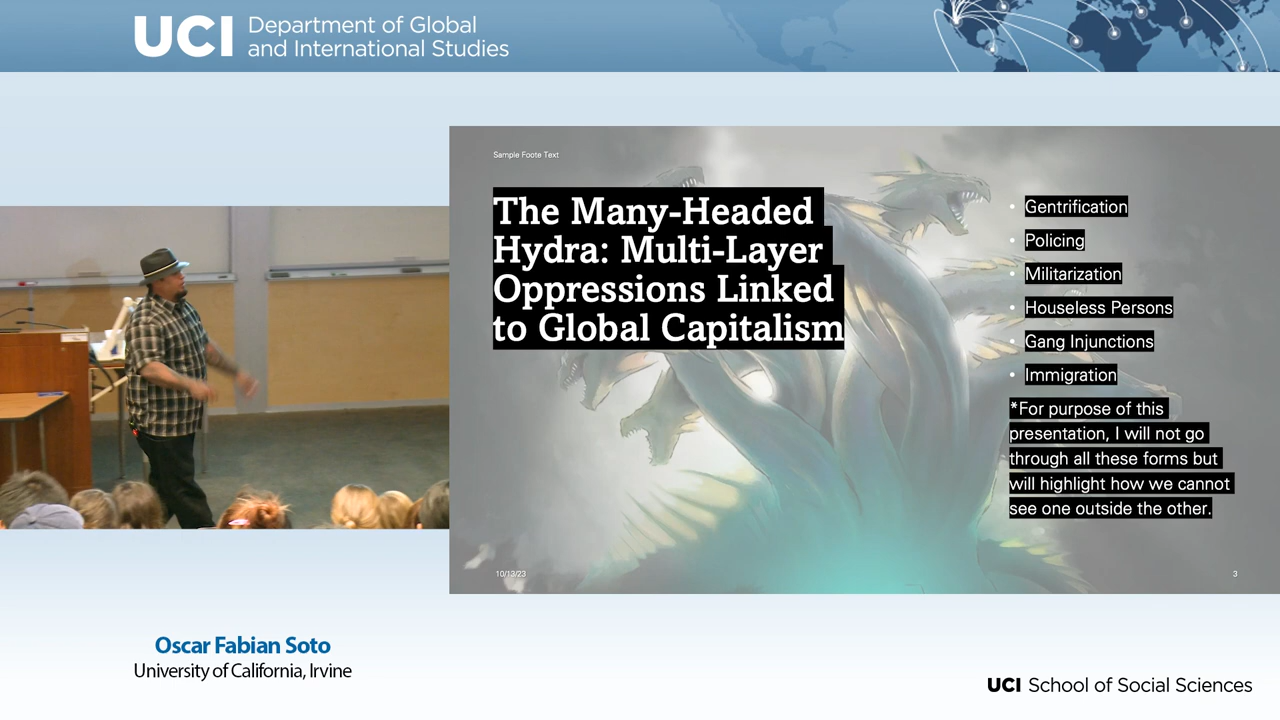 UCI Department of Global
and International Studies
Sample Foote Text
The Many-Headed
Hydra: Multi-Layer
Oppressions Linked
to Global Capitalism
• Gentrification
• Policing
• Militarization
• Houseless Persons
• Gang Injunctions
• Immigration
*For purpose of this
presentation, I will not go
through all these forms but
will highlight how we cannot
see one outside the other.
10/13/23
3
Oscar Fabian Soto
University of California, Irvine
UCI School of Social Sciences